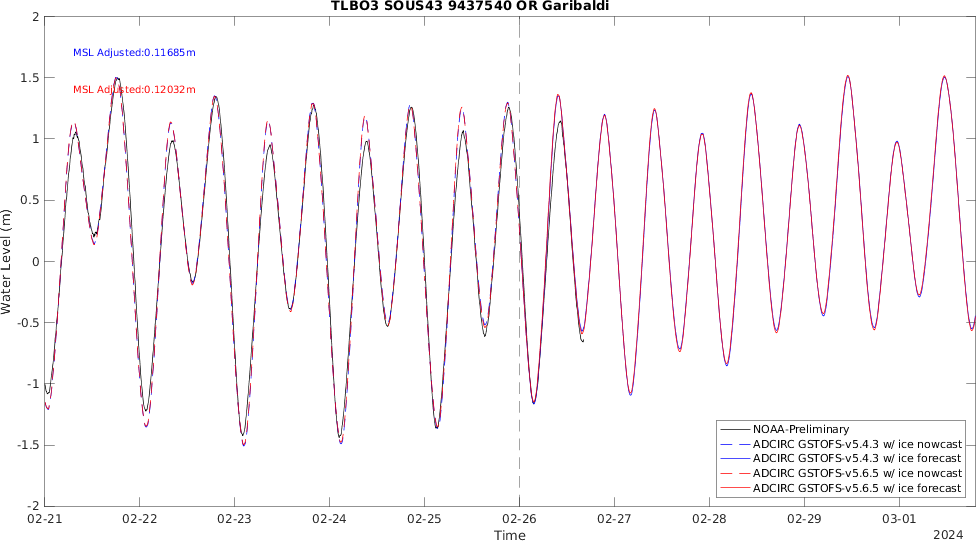 TLBO3 SOUS43 9437540 OR Garibaldi
2
1.5
1
0.5
0
-0.5
-1
-1.5
-2
Water Level (m)
MSL Adjusted:0.11685m
MSL Adjusted:0.12032m
NOAA-Preliminary
ADCIRC GSTOFS-v5.4.3 w/ ice nowcast
ADCIRC GSTOFS-v5.4.3 w/ ice forecast
ADCIRC GSTOFS-v5.6.5 w/ ice nowcast
ADCIRC GSTOFS-v5.6.5 w/ ice forecast
02-21 02-22 02-23 02-24 02-25 02-26 02-27 02-28 02-29 03-01
Time
2024